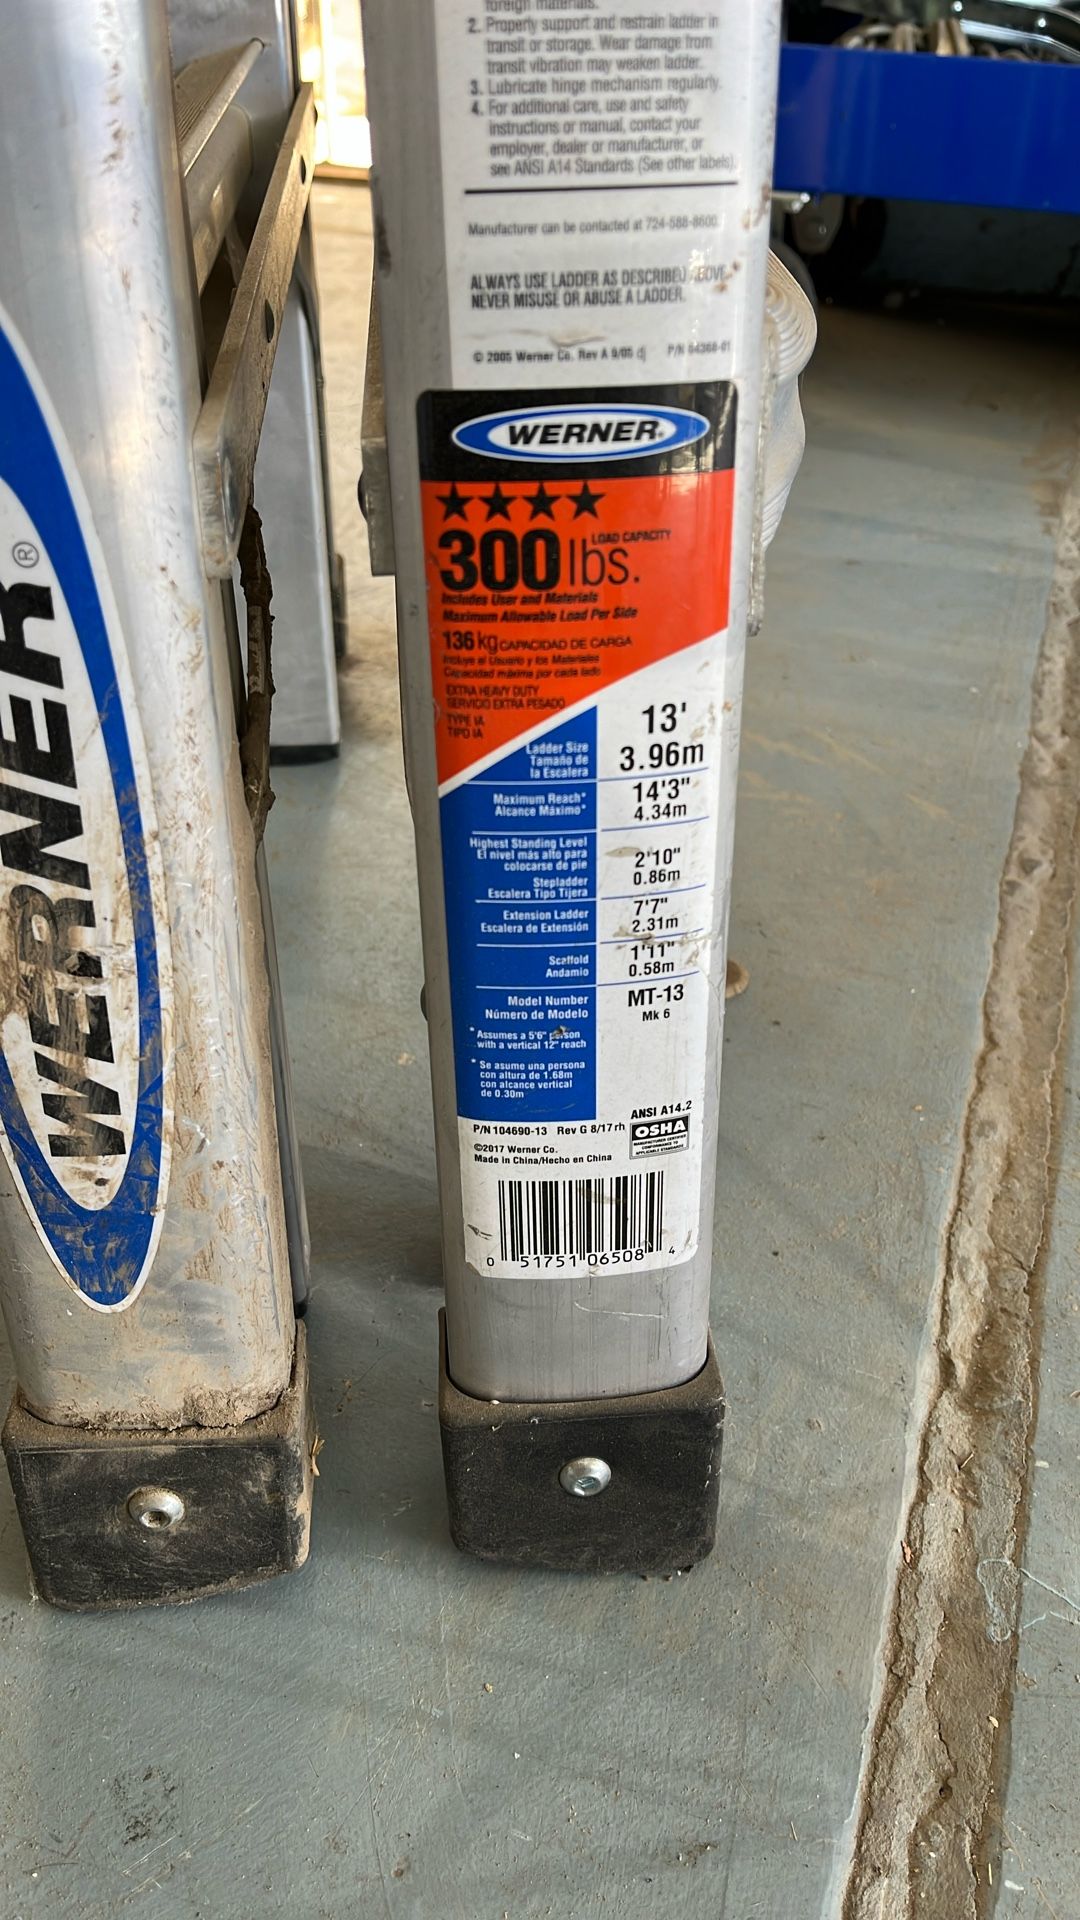 foreign materials.
2. Properly support and restrain ladder in
transit or storage. Wear damage from
transit vibration may weaken ladder.
3. Lubricate hinge mechanism regularly.
4. For additional care, use and safety
instructions or manual, contact your
employer, dealer or manufacturer, or
see ANSI A14 Standards (See other labels).
Manufacturer can be contacted at 724-588-8600.
ALWAYS USE LADDER AS DESCRIBED ABOVE.
NEVER MISUSE OR ABUSE A LADDER.
© 2005 Werner Co. Rev A 9/05 dj P/N 64368-01
WERNER®
WERNER®
300 lbs. LOAD CAPACITY
Includes User and Materials
Maximum Allowable Load Per Side
136 kg CAPACIDAD DE CARGA
Incluye el Usuario y los Materiales
Capacidad máxima por cada lado
EXTRA HEAVY DUTY
SERVICIO EXTRA PESADO
TYPE IA
TIPO IA
Ladder Size 13'
Tamaño de 3.96m
la Escalera
Maximum Reach* 14'3"
Alcance Máximo* 4.34m
Highest Standing Level
El nivel más alto para
colocarse de pie
Stepladder 2'10"
Escalera Tipo Tijera 0.86m
Extension Ladder 7'7"
Escalera de Extensión 2.31m
Scaffold 1'11"
Andamio 0.58m
Model Number MT-13
Número de Modelo Mk 6
* Assumes a 5'6" person
with a vertical 12" reach
* Se asume una persona
con altura de 1.68m
con alcance vertical
de 0.30m
ANSI A14.2
P/N 104690-13 Rev G 8/17 rh
OSHA
MANUFACTURER CERTIFIES
CONFORMANCE TO
APPLICABLE STANDARDS
©2017 Werner Co.
Made in China/Hecho en China
0 51751 06508 4